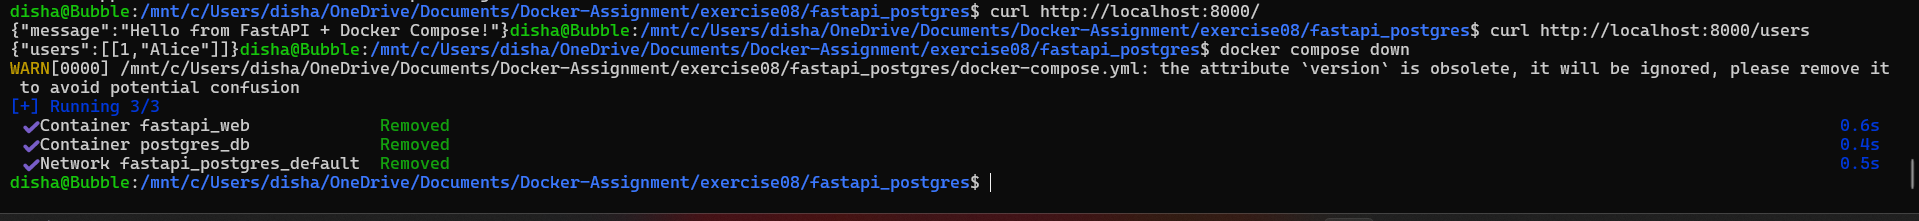 disha@Bubble:/mnt/c/Users/disha/OneDrive/Documents/Docker-Assignment/exercise08/fastapi_postgres$ curl http://localhost:8000/
{"message":"Hello from FastAPI + Docker Compose!"}disha@Bubble:/mnt/c/Users/disha/OneDrive/Documents/Docker-Assignment/exercise08/fastapi_postgres$ curl http://localhost:8000/users
{"users":[[1,"Alice"]]}disha@Bubble:/mnt/c/Users/disha/OneDrive/Documents/Docker-Assignment/exercise08/fastapi_postgres$ docker compose down
WARN[0000] /mnt/c/Users/disha/OneDrive/Documents/Docker-Assignment/exercise08/fastapi_postgres/docker-compose.yml: the attribute `version` is obsolete, it will be ignored, please remove it
to avoid potential confusion
[+] Running 3/3
✔Container fastapi_web Removed 0.6s
✔Container postgres_db Removed 0.4s
✔Network fastapi_postgres_default Removed 0.5s
disha@Bubble:/mnt/c/Users/disha/OneDrive/Documents/Docker-Assignment/exercise08/fastapi_postgres$